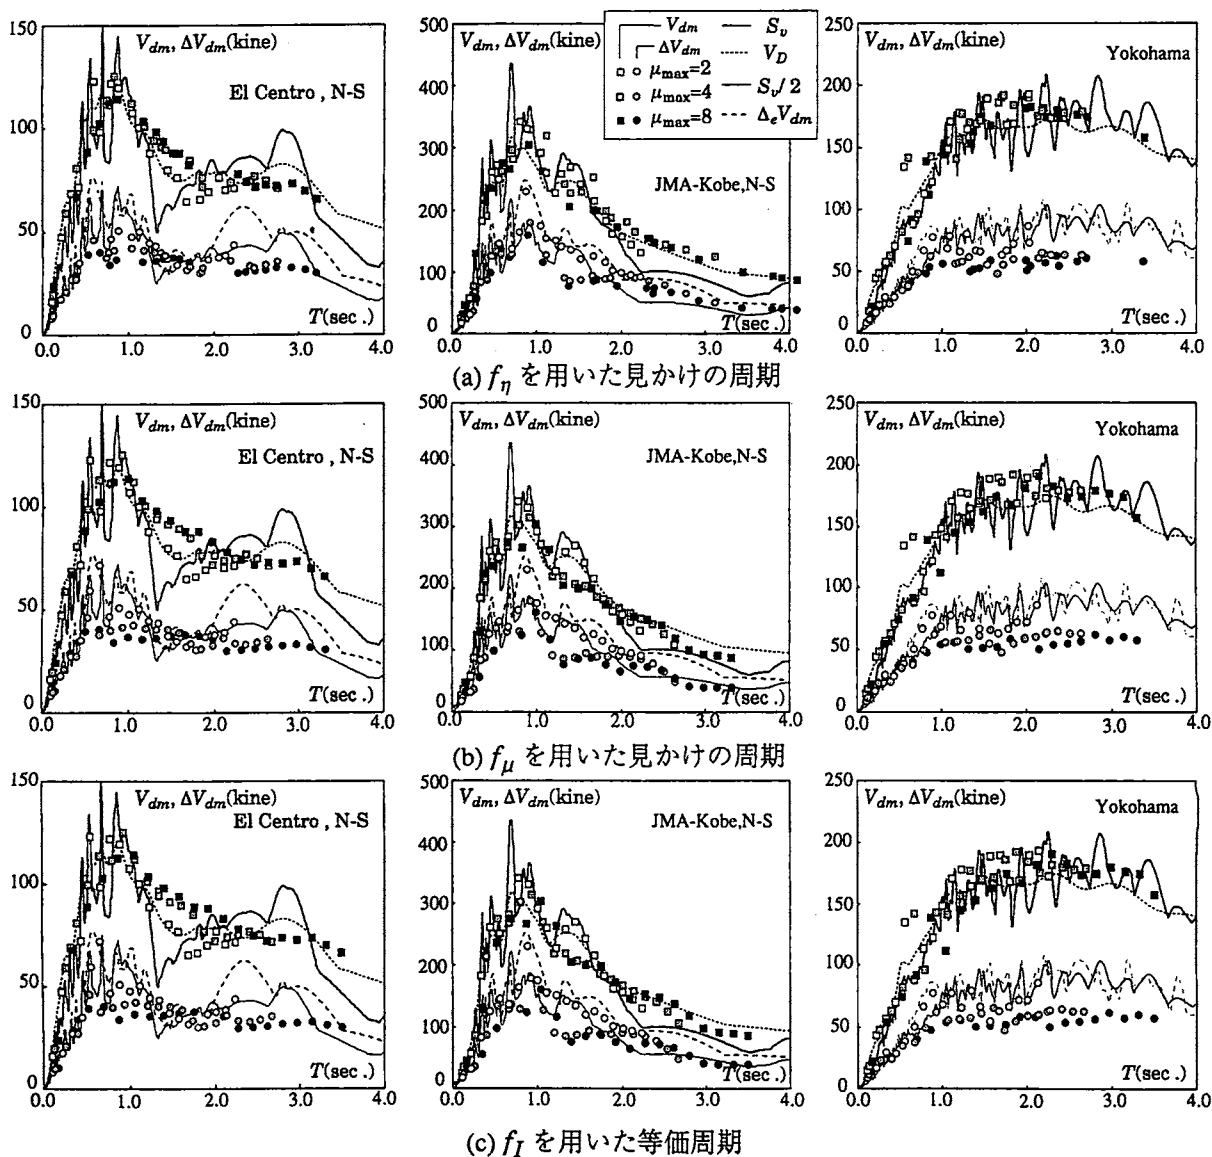 150
100
50
0
V_dm, ΔV_dm(kine)
El Centro , N-S
T(sec.)
0.0 1.0 2.0 3.0 4.0
500
400
300
200
100
0
V_dm, ΔV_dm(kine)
JMA-Kobe,N-S
T(sec.)
0.0 1.0 2.0 3.0 4.0
V_dm S_v
ΔV_dm V_D
μ_max=2 S_v/2
μ_max=4
μ_max=8 Δ_eV_dm
250
200
150
100
50
0
V_dm, ΔV_dm(kine)
Yokohama
T(sec.)
0.0 1.0 2.0 3.0 4.0
(a) f_η を用いた見かけの周期
150
100
50
0
V_dm, ΔV_dm(kine)
El Centro , N-S
T(sec.)
0.0 1.0 2.0 3.0 4.0
500
400
300
200
100
0
V_dm, ΔV_dm(kine)
JMA-Kobe,N-S
T(sec.)
0.0 1.0 2.0 3.0 4.0
250
200
150
100
50
0
V_dm, ΔV_dm(kine)
Yokohama
T(sec.)
0.0 1.0 2.0 3.0 4.0
(b) f_μ を用いた見かけの周期
150
100
50
0
V_dm, ΔV_dm(kine)
El Centro , N-S
T(sec.)
0.0 1.0 2.0 3.0 4.0
500
400
300
200
100
0
V_dm, ΔV_dm(kine)
JMA-Kobe,N-S
T(sec.)
0.0 1.0 2.0 3.0 4.0
250
200
150
100
50
0
V_dm, ΔV_dm(kine)
Yokohama
T(sec.)
0.0 1.0 2.0 3.0 4.0
(c) f_I を用いた等価周期